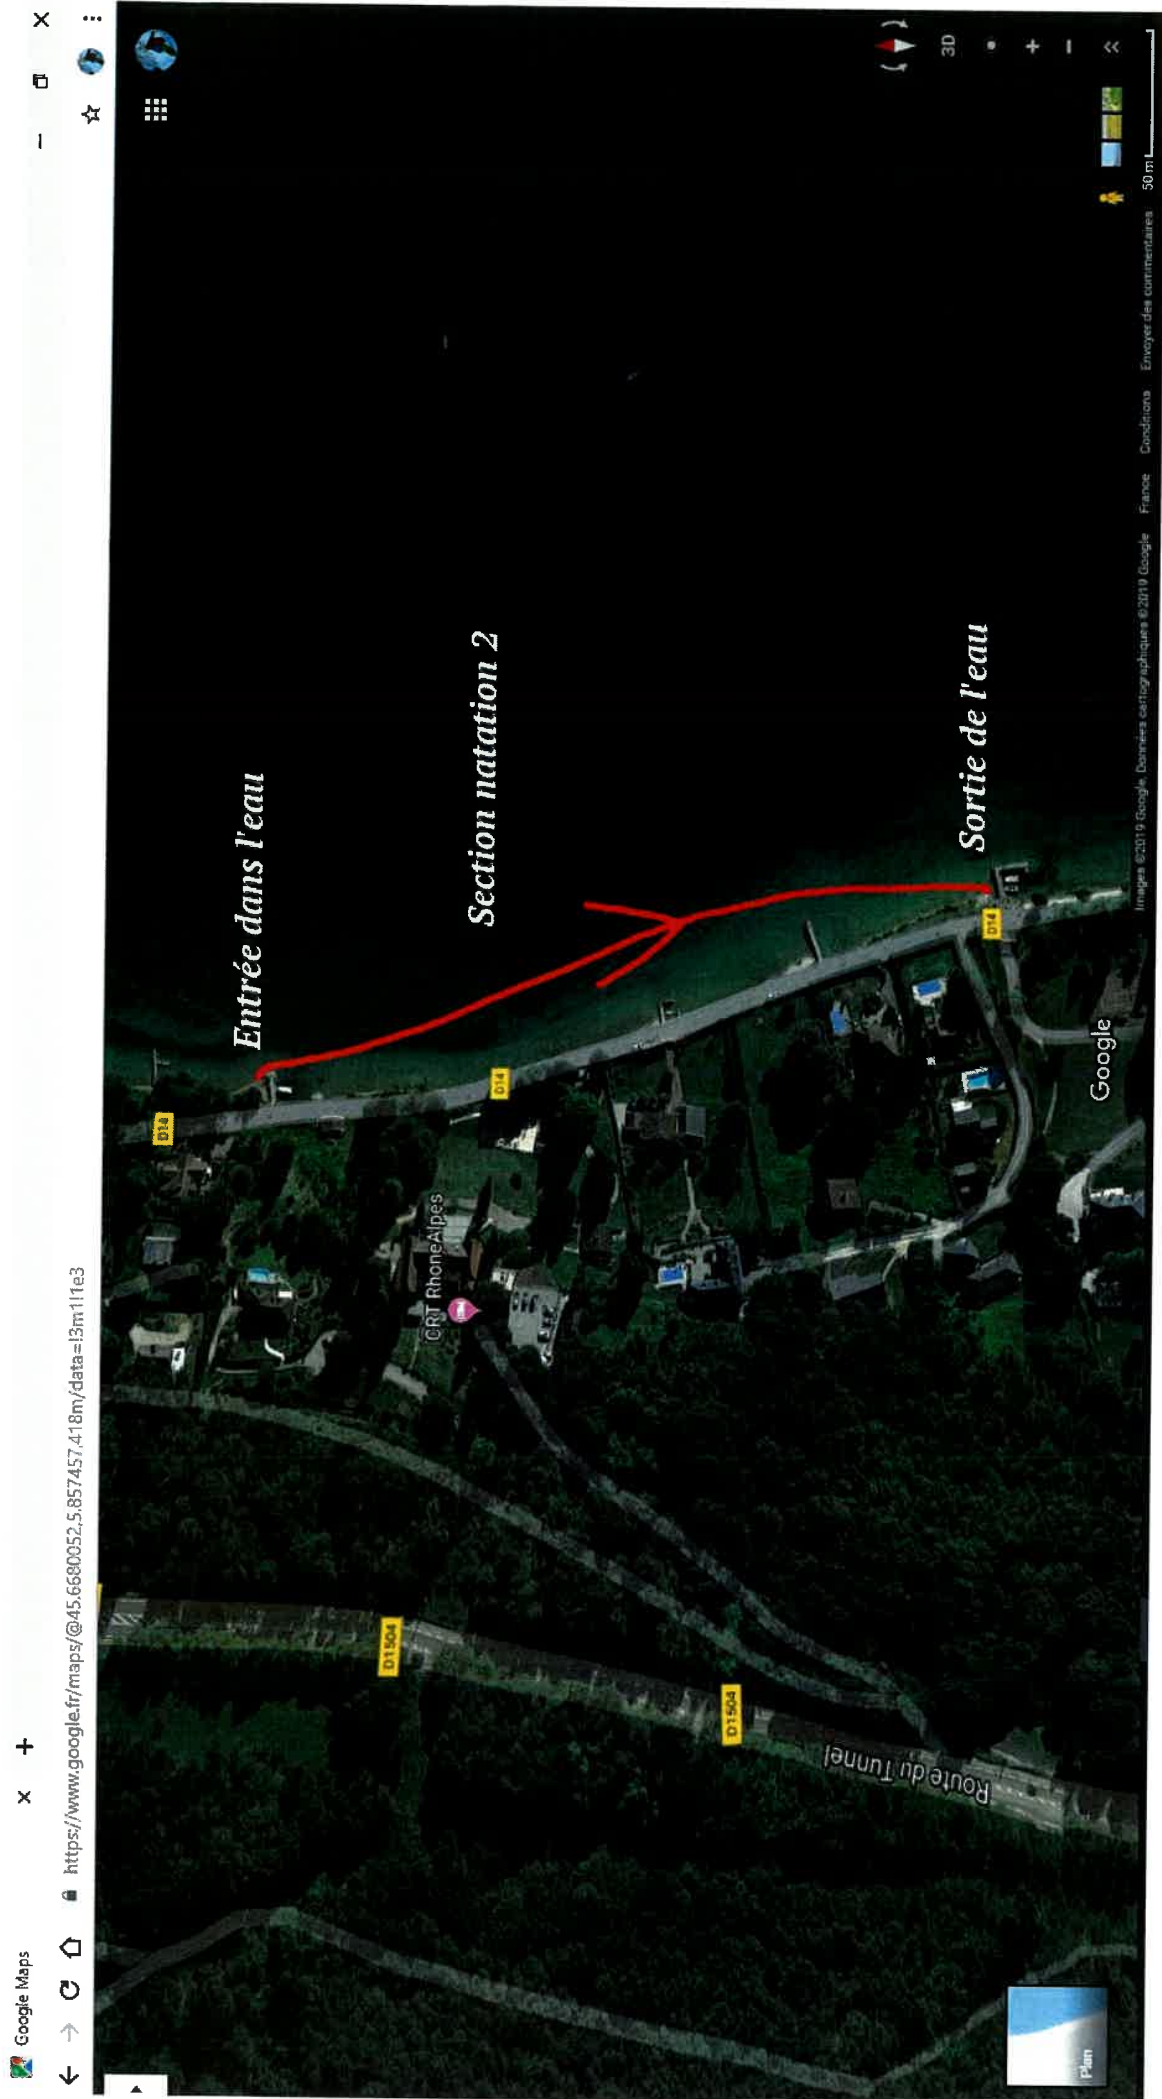 Google Maps
https://www.google.fr/maps/@45.6680052,5.857457,418m/data=!3m1!1e3
D14
Entrée dans l'eau
Section natation 2
D14
CRT RhoneAlpes
D1504
D1504
Route du Tunnel
Sortie de l'eau
D14
3D
Google
Plan
Images ©2019 Google, Données cartographiques ©2019 Google France Conditions Envoyer des commentaires 50 m